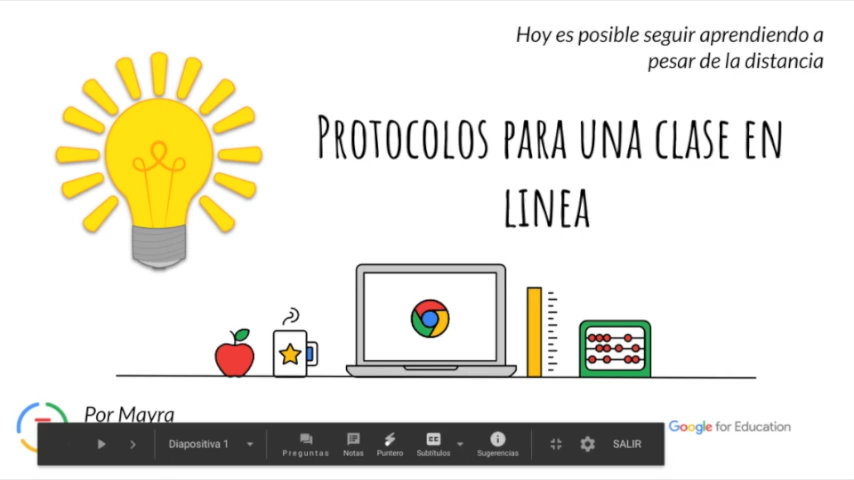 Hoy es posible seguir aprendiendo a
pesar de la distancia
PROTOCOLOS PARA UNA CLASE EN
LINEA
Por Mayra
Google for Education
Diapositiva 1
Preguntas
Notas
Puntero
Subtítulos
Sugerencias
SALIR